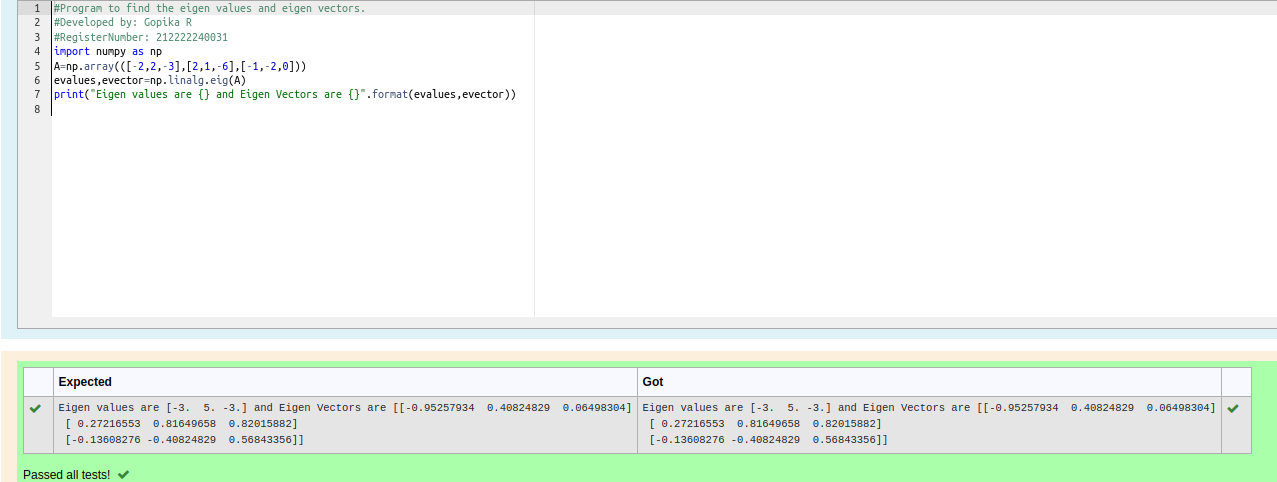 1 #Program to find the eigen values and eigen vectors.
2 #Developed by: Gopika R
3 #RegisterNumber: 212222240031
4 import numpy as np
5 A=np.array(([-2,2,-3],[2,1,-6],[-1,-2,0]))
6 evalues,evector=np.linalg.eig(A)
7 print("Eigen values are {} and Eigen Vectors are {}".format(evalues,evector))
8
Expected Got
Eigen values are [-3.  5. -3.] and Eigen Vectors are [[-0.95257934  0.40824829  0.06498304] Eigen values are [-3.  5. -3.] and Eigen Vectors are [[-0.95257934  0.40824829  0.06498304]
[ 0.27216553  0.81649658  0.82015882] [ 0.27216553  0.81649658  0.82015882]
[-0.13608276 -0.40824829  0.56843356]] [-0.13608276 -0.40824829  0.56843356]]
Passed all tests!